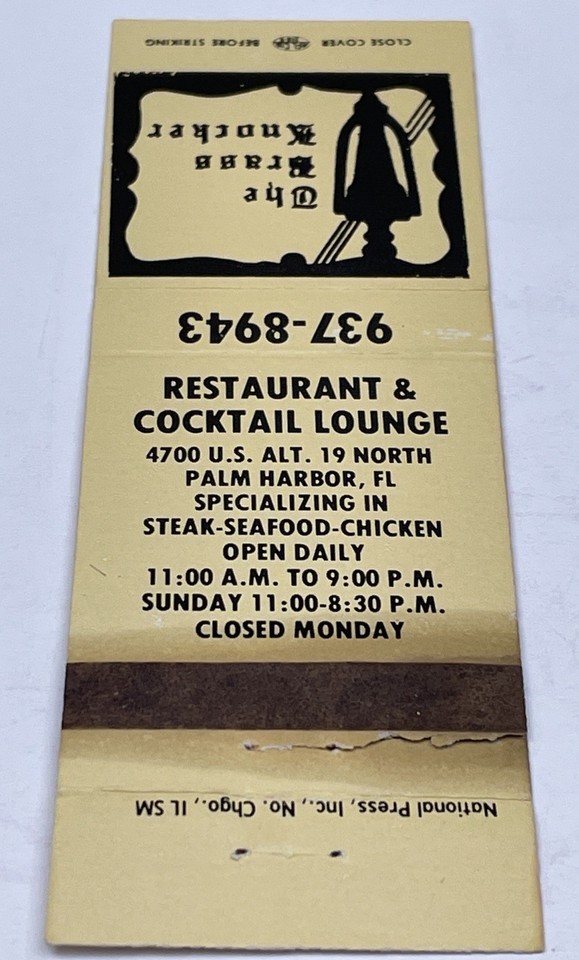 CLOSE COVER BEFORE STRIKING
The
Brass
Knocker
937-8943
RESTAURANT &
COCKTAIL LOUNGE
4700 U.S. ALT. 19 NORTH
PALM HARBOR, FL
SPECIALIZING IN
STEAK-SEAFOOD-CHICKEN
OPEN DAILY
11:00 A.M. TO 9:00 P.M.
SUNDAY 11:00-8:30 P.M.
CLOSED MONDAY
National Press, Inc., No. Chgo., IL SM